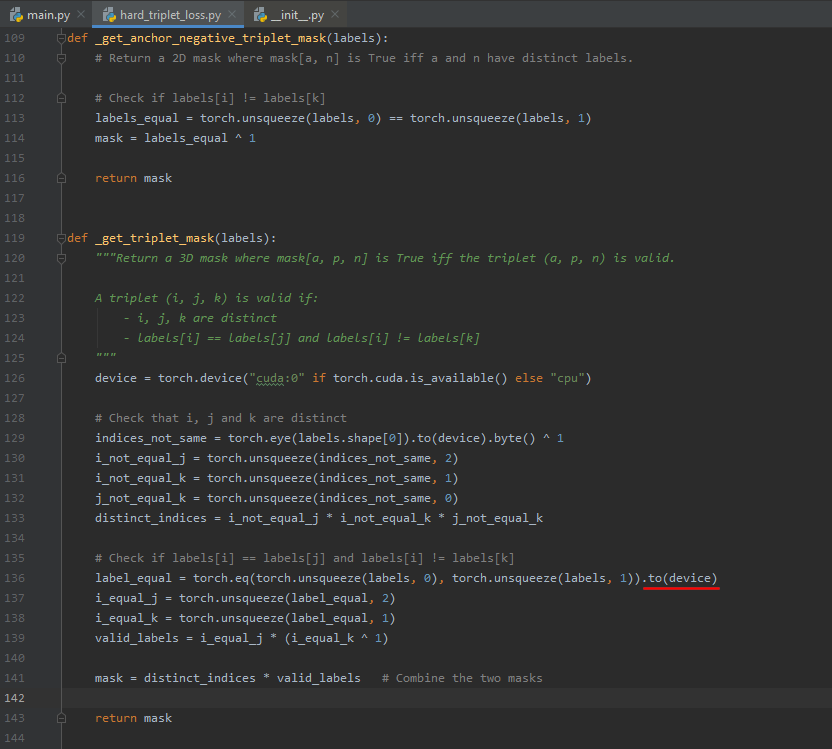 main.py × hard_triplet_loss.py × __init__.py ×
109 def _get_anchor_negative_triplet_mask(labels):
110     # Return a 2D mask where mask[a, n] is True iff a and n have distinct labels.
111
112     # Check if labels[i] != labels[k]
113     labels_equal = torch.unsqueeze(labels, 0) == torch.unsqueeze(labels, 1)
114     mask = labels_equal ^ 1
115
116     return mask
117
118
119 def _get_triplet_mask(labels):
120     """Return a 3D mask where mask[a, p, n] is True iff the triplet (a, p, n) is valid.
121
122     A triplet (i, j, k) is valid if:
123         - i, j, k are distinct
124         - labels[i] == labels[j] and labels[i] != labels[k]
125     """
126     device = torch.device("cuda:0" if torch.cuda.is_available() else "cpu")
127
128     # Check that i, j and k are distinct
129     indices_not_same = torch.eye(labels.shape[0]).to(device).byte() ^ 1
130     i_not_equal_j = torch.unsqueeze(indices_not_same, 2)
131     i_not_equal_k = torch.unsqueeze(indices_not_same, 1)
132     j_not_equal_k = torch.unsqueeze(indices_not_same, 0)
133     distinct_indices = i_not_equal_j * i_not_equal_k * j_not_equal_k
134
135     # Check if labels[i] == labels[j] and labels[i] != labels[k]
136     label_equal = torch.eq(torch.unsqueeze(labels, 0), torch.unsqueeze(labels, 1)).to(device)
137     i_equal_j = torch.unsqueeze(label_equal, 2)
138     i_equal_k = torch.unsqueeze(label_equal, 1)
139     valid_labels = i_equal_j * (i_equal_k ^ 1)
140
141     mask = distinct_indices * valid_labels   # Combine the two masks
142
143     return mask
144